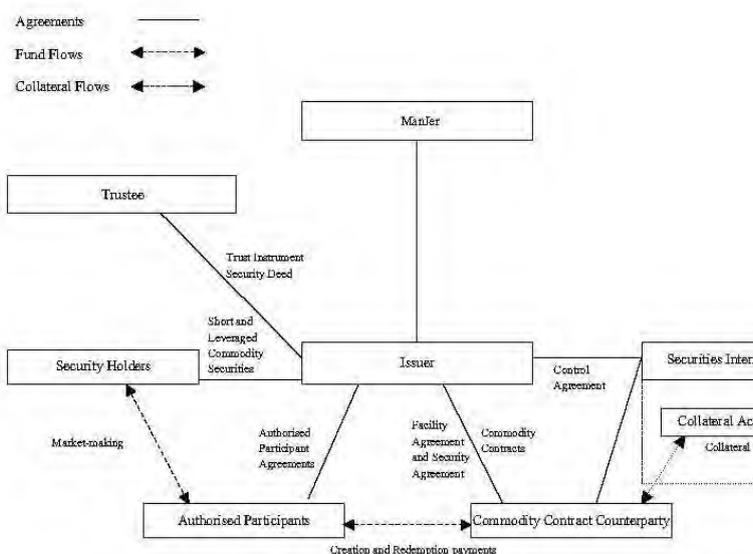 Agreements
Fund Flows
Collateral Flows
ManJer
Trustee
Trust Instrument
Security Deed
Short and
Leveraged
Commodity
Securities
Security Holders
Issuer
Control
Agreement
Securities
Collateral
Collateral
Market-making
Authorised
Participant
Agreements
Facility
Agreement
and Security
Agreement
Commodity
Contracts
Authorised Participants
Commodity Contract Counterparty
Creation and Redemption payments